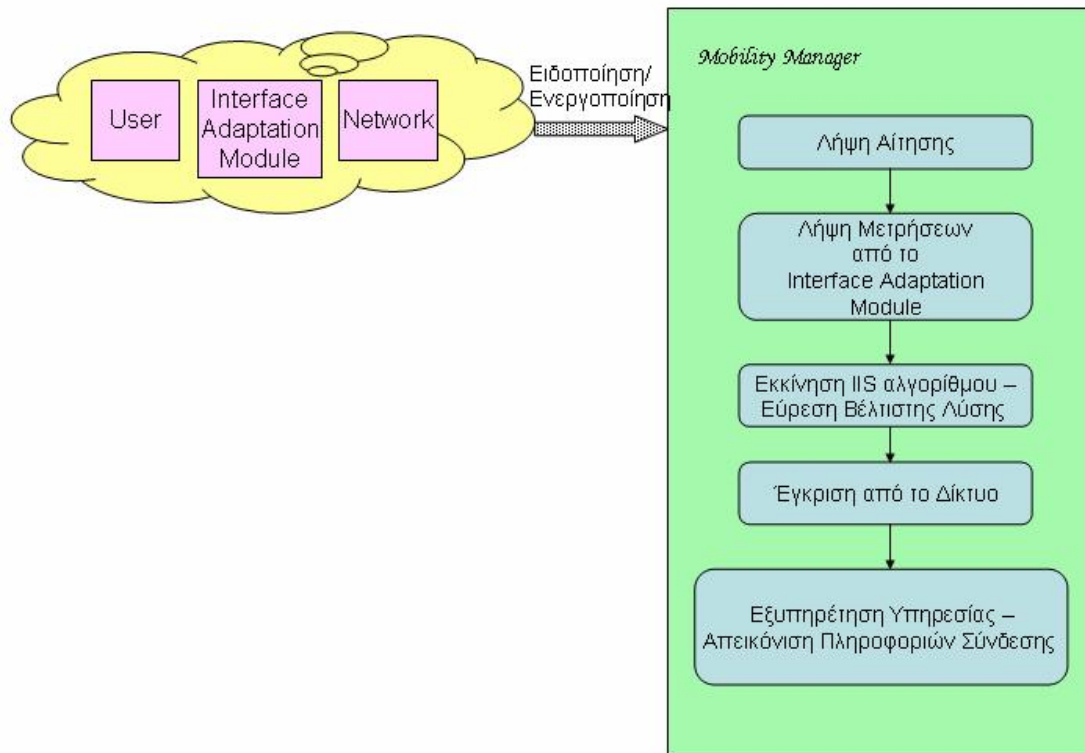 User
Interface
Adaptation
Module
Network
Ειδοποίηση/
Ενεργοποίηση
Mobility Manager
Λήψη Αίτησης
Λήψη Μετρήσεων
από το
Interface Adaptation
Module
Εκκίνηση IIS αλγορίθμου –
Εύρεση Βέλτιστης Λύσης
Έγκριση από το Δίκτυο
Εξυπηρέτηση Υπηρεσίας –
Απεικόνιση Πληροφοριών Σύνδεσης